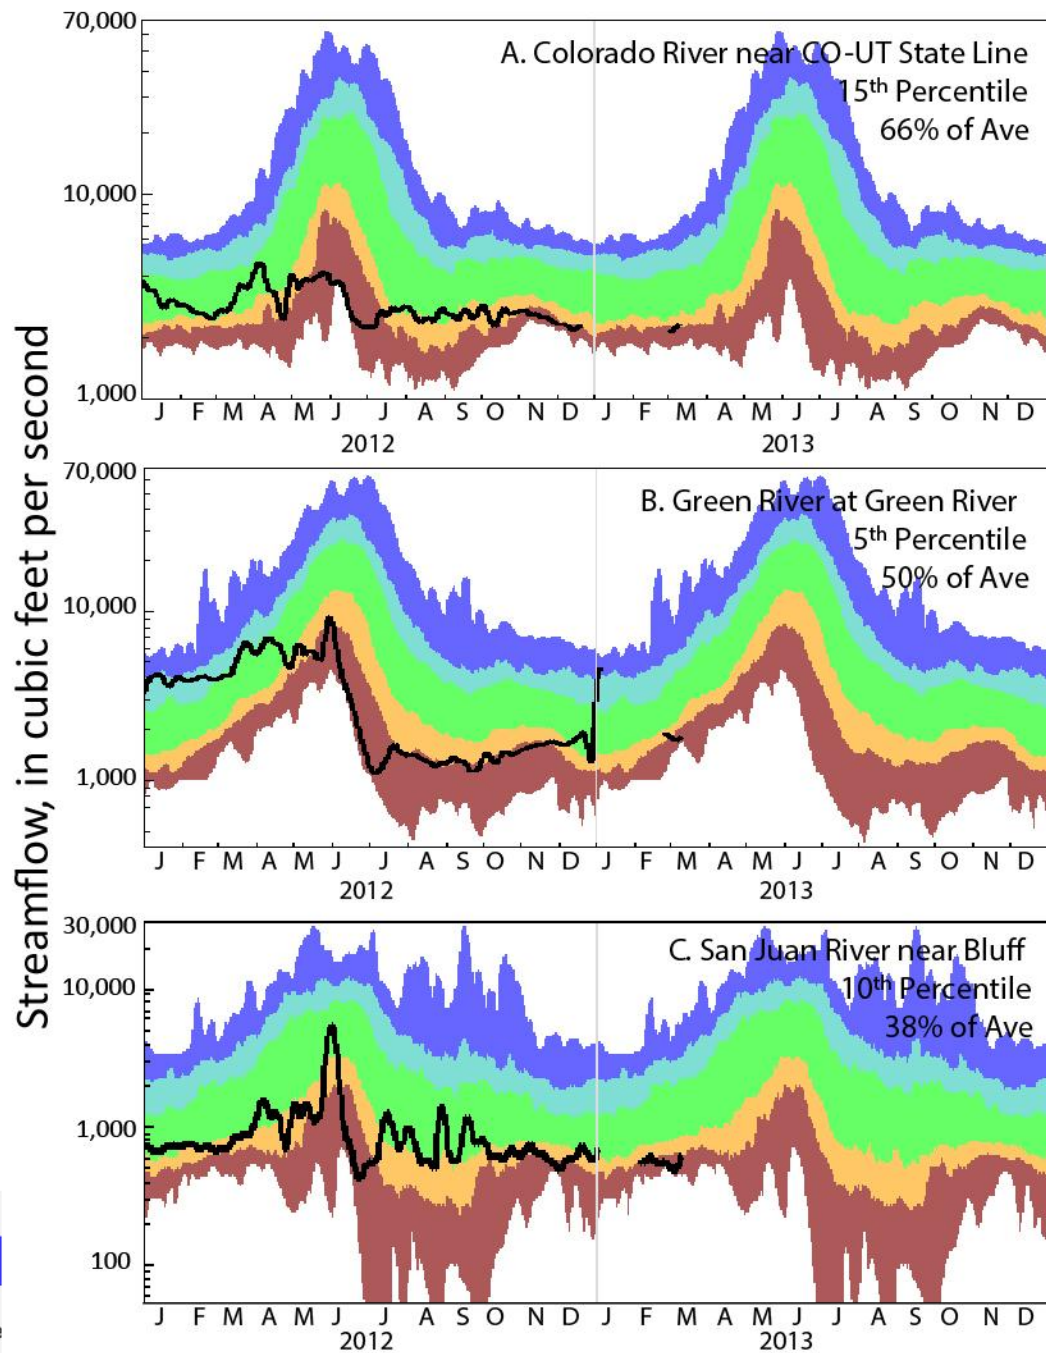 Streamflow, in cubic feet per second
70,000
10,000
1,000
A. Colorado River near CO-UT State Line
15th Percentile
66% of Ave
J F M A M J J A S O N D J F M A M J J A S O N D
2012 2013
70,000
10,000
1,000
B. Green River at Green River
5th Percentile
50% of Ave
J F M A M J J A S O N D J F M A M J J A S O N D
2012 2013
30,000
10,000
1,000
100
C. San Juan River near Bluff
10th Percentile
38% of Ave
J F M A M J J A S O N D J F M A M J J A S O N D
2012 2013